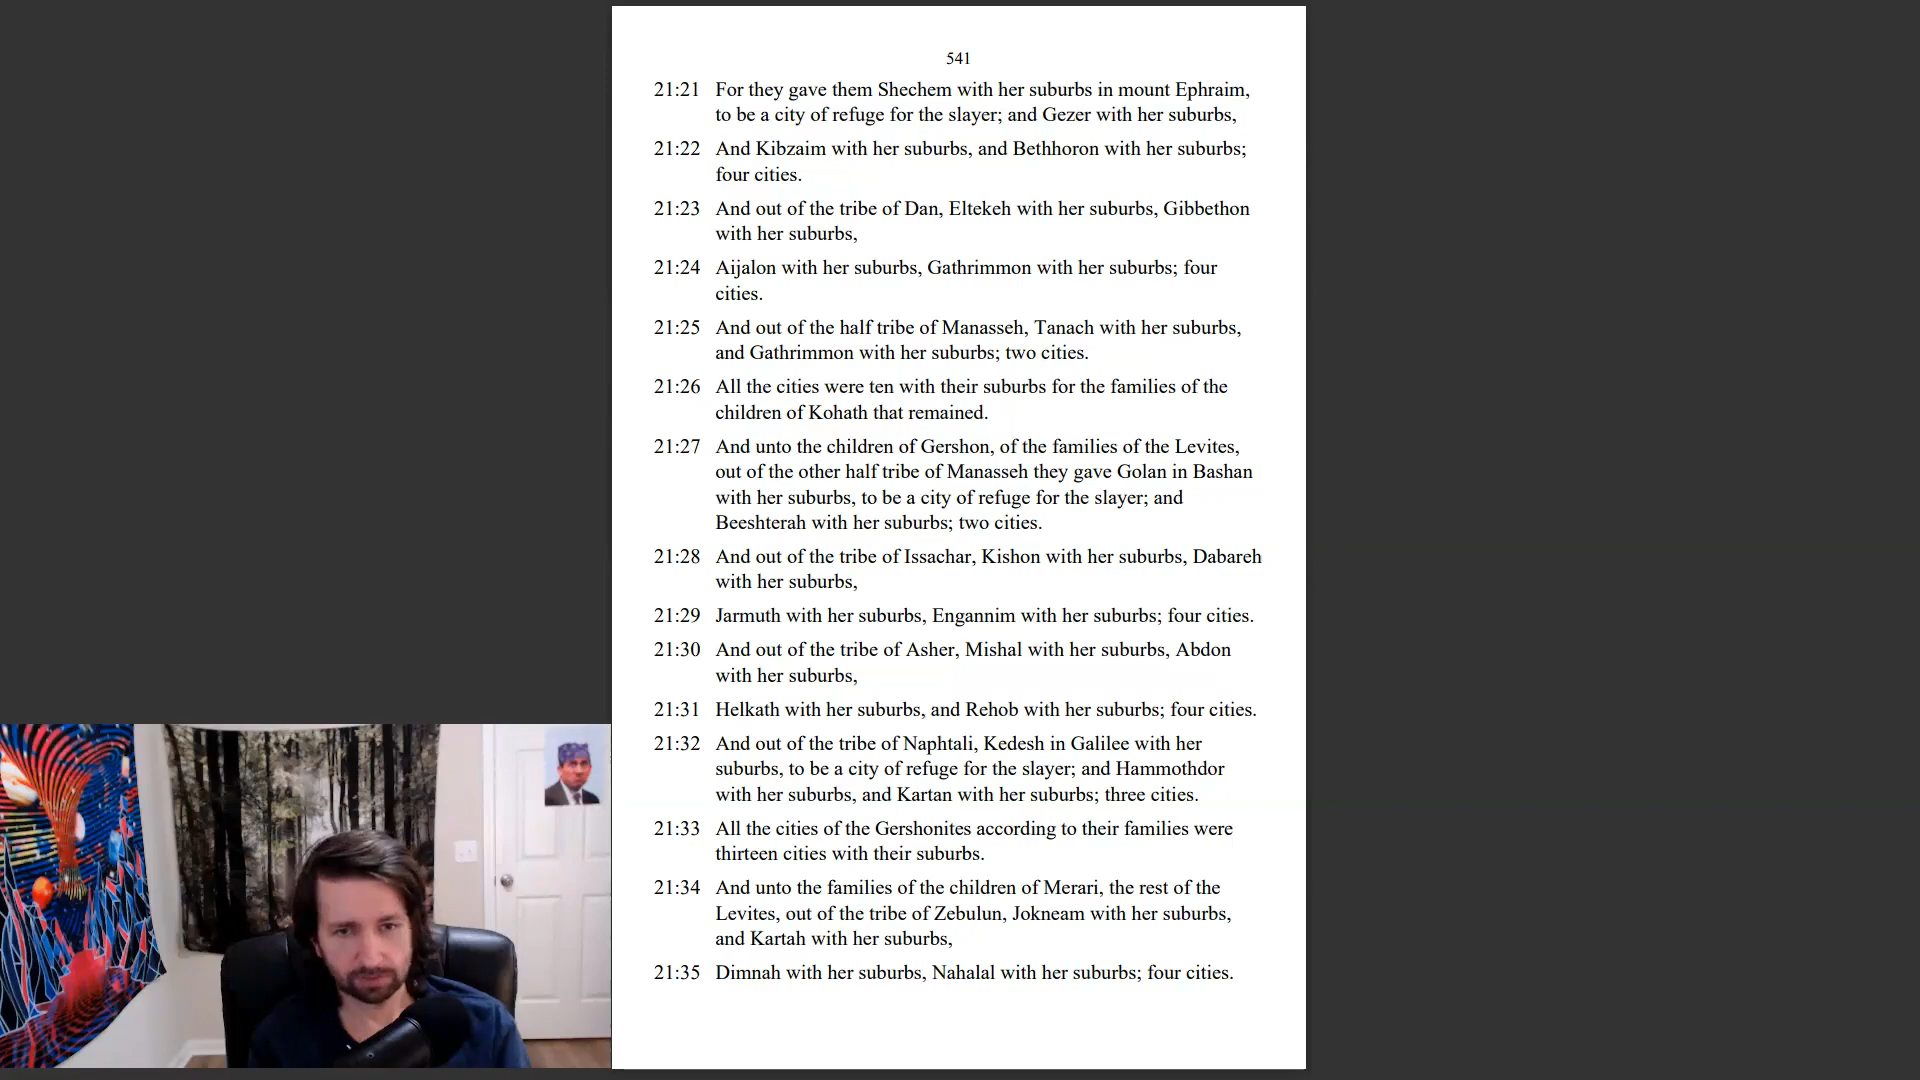 541
21:21 For they gave them Shechem with her suburbs in mount Ephraim,
to be a city of refuge for the slayer; and Gezer with her suburbs,
21:22 And Kibzaim with her suburbs, and Bethhoron with her suburbs;
four cities.
21:23 And out of the tribe of Dan, Eltekeh with her suburbs, Gibbethon
with her suburbs,
21:24 Aijalon with her suburbs, Gathrimmon with her suburbs; four
cities.
21:25 And out of the half tribe of Manasseh, Tanach with her suburbs,
and Gathrimmon with her suburbs; two cities.
21:26 All the cities were ten with their suburbs for the families of the
children of Kohath that remained.
21:27 And unto the children of Gershon, of the families of the Levites,
out of the other half tribe of Manasseh they gave Golan in Bashan
with her suburbs, to be a city of refuge for the slayer; and
Beeshterah with her suburbs; two cities.
21:28 And out of the tribe of Issachar, Kishon with her suburbs, Dabareh
with her suburbs,
21:29 Jarmuth with her suburbs, Engannim with her suburbs; four cities.
21:30 And out of the tribe of Asher, Mishal with her suburbs, Abdon
with her suburbs,
21:31 Helkath with her suburbs, and Rehob with her suburbs; four cities.
21:32 And out of the tribe of Naphtali, Kedesh in Galilee with her
suburbs, to be a city of refuge for the slayer; and Hammothdor
with her suburbs, and Kartan with her suburbs; three cities.
21:33 All the cities of the Gershonites according to their families were
thirteen cities with their suburbs.
21:34 And unto the families of the children of Merari, the rest of the
Levites, out of the tribe of Zebulun, Jokneam with her suburbs,
and Kartah with her suburbs,
21:35 Dimnah with her suburbs, Nahalal with her suburbs; four cities.